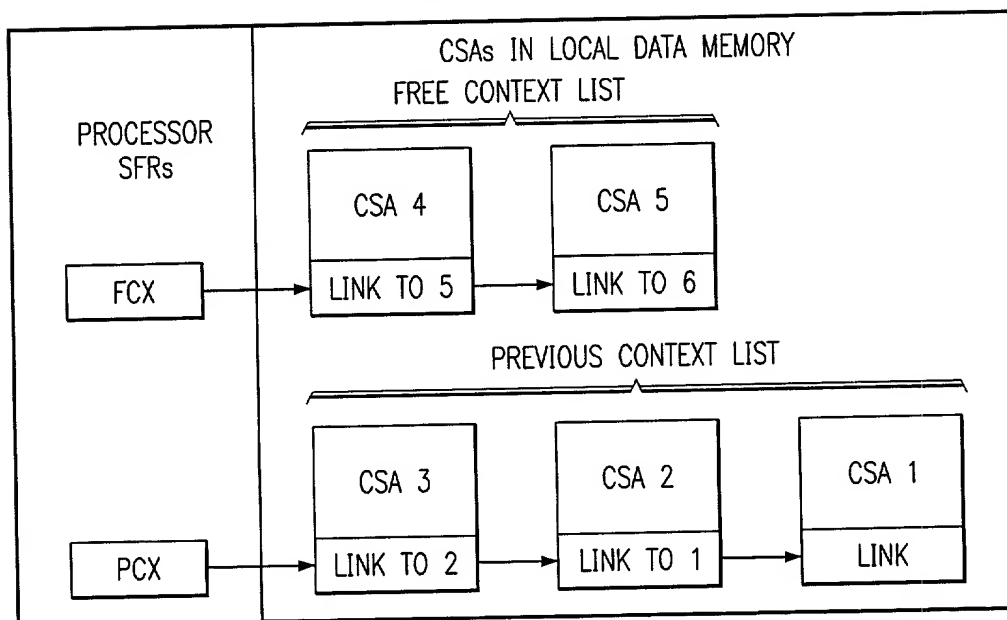 CSAs IN LOCAL DATA MEMORY
FREE CONTEXT LIST
PROCESSOR
SFRs
CSA 4
CSA 5
FCX
LINK TO 5
LINK TO 6
PREVIOUS CONTEXT LIST
CSA 3
CSA 2
CSA 1
PCX
LINK TO 2
LINK TO 1
LINK